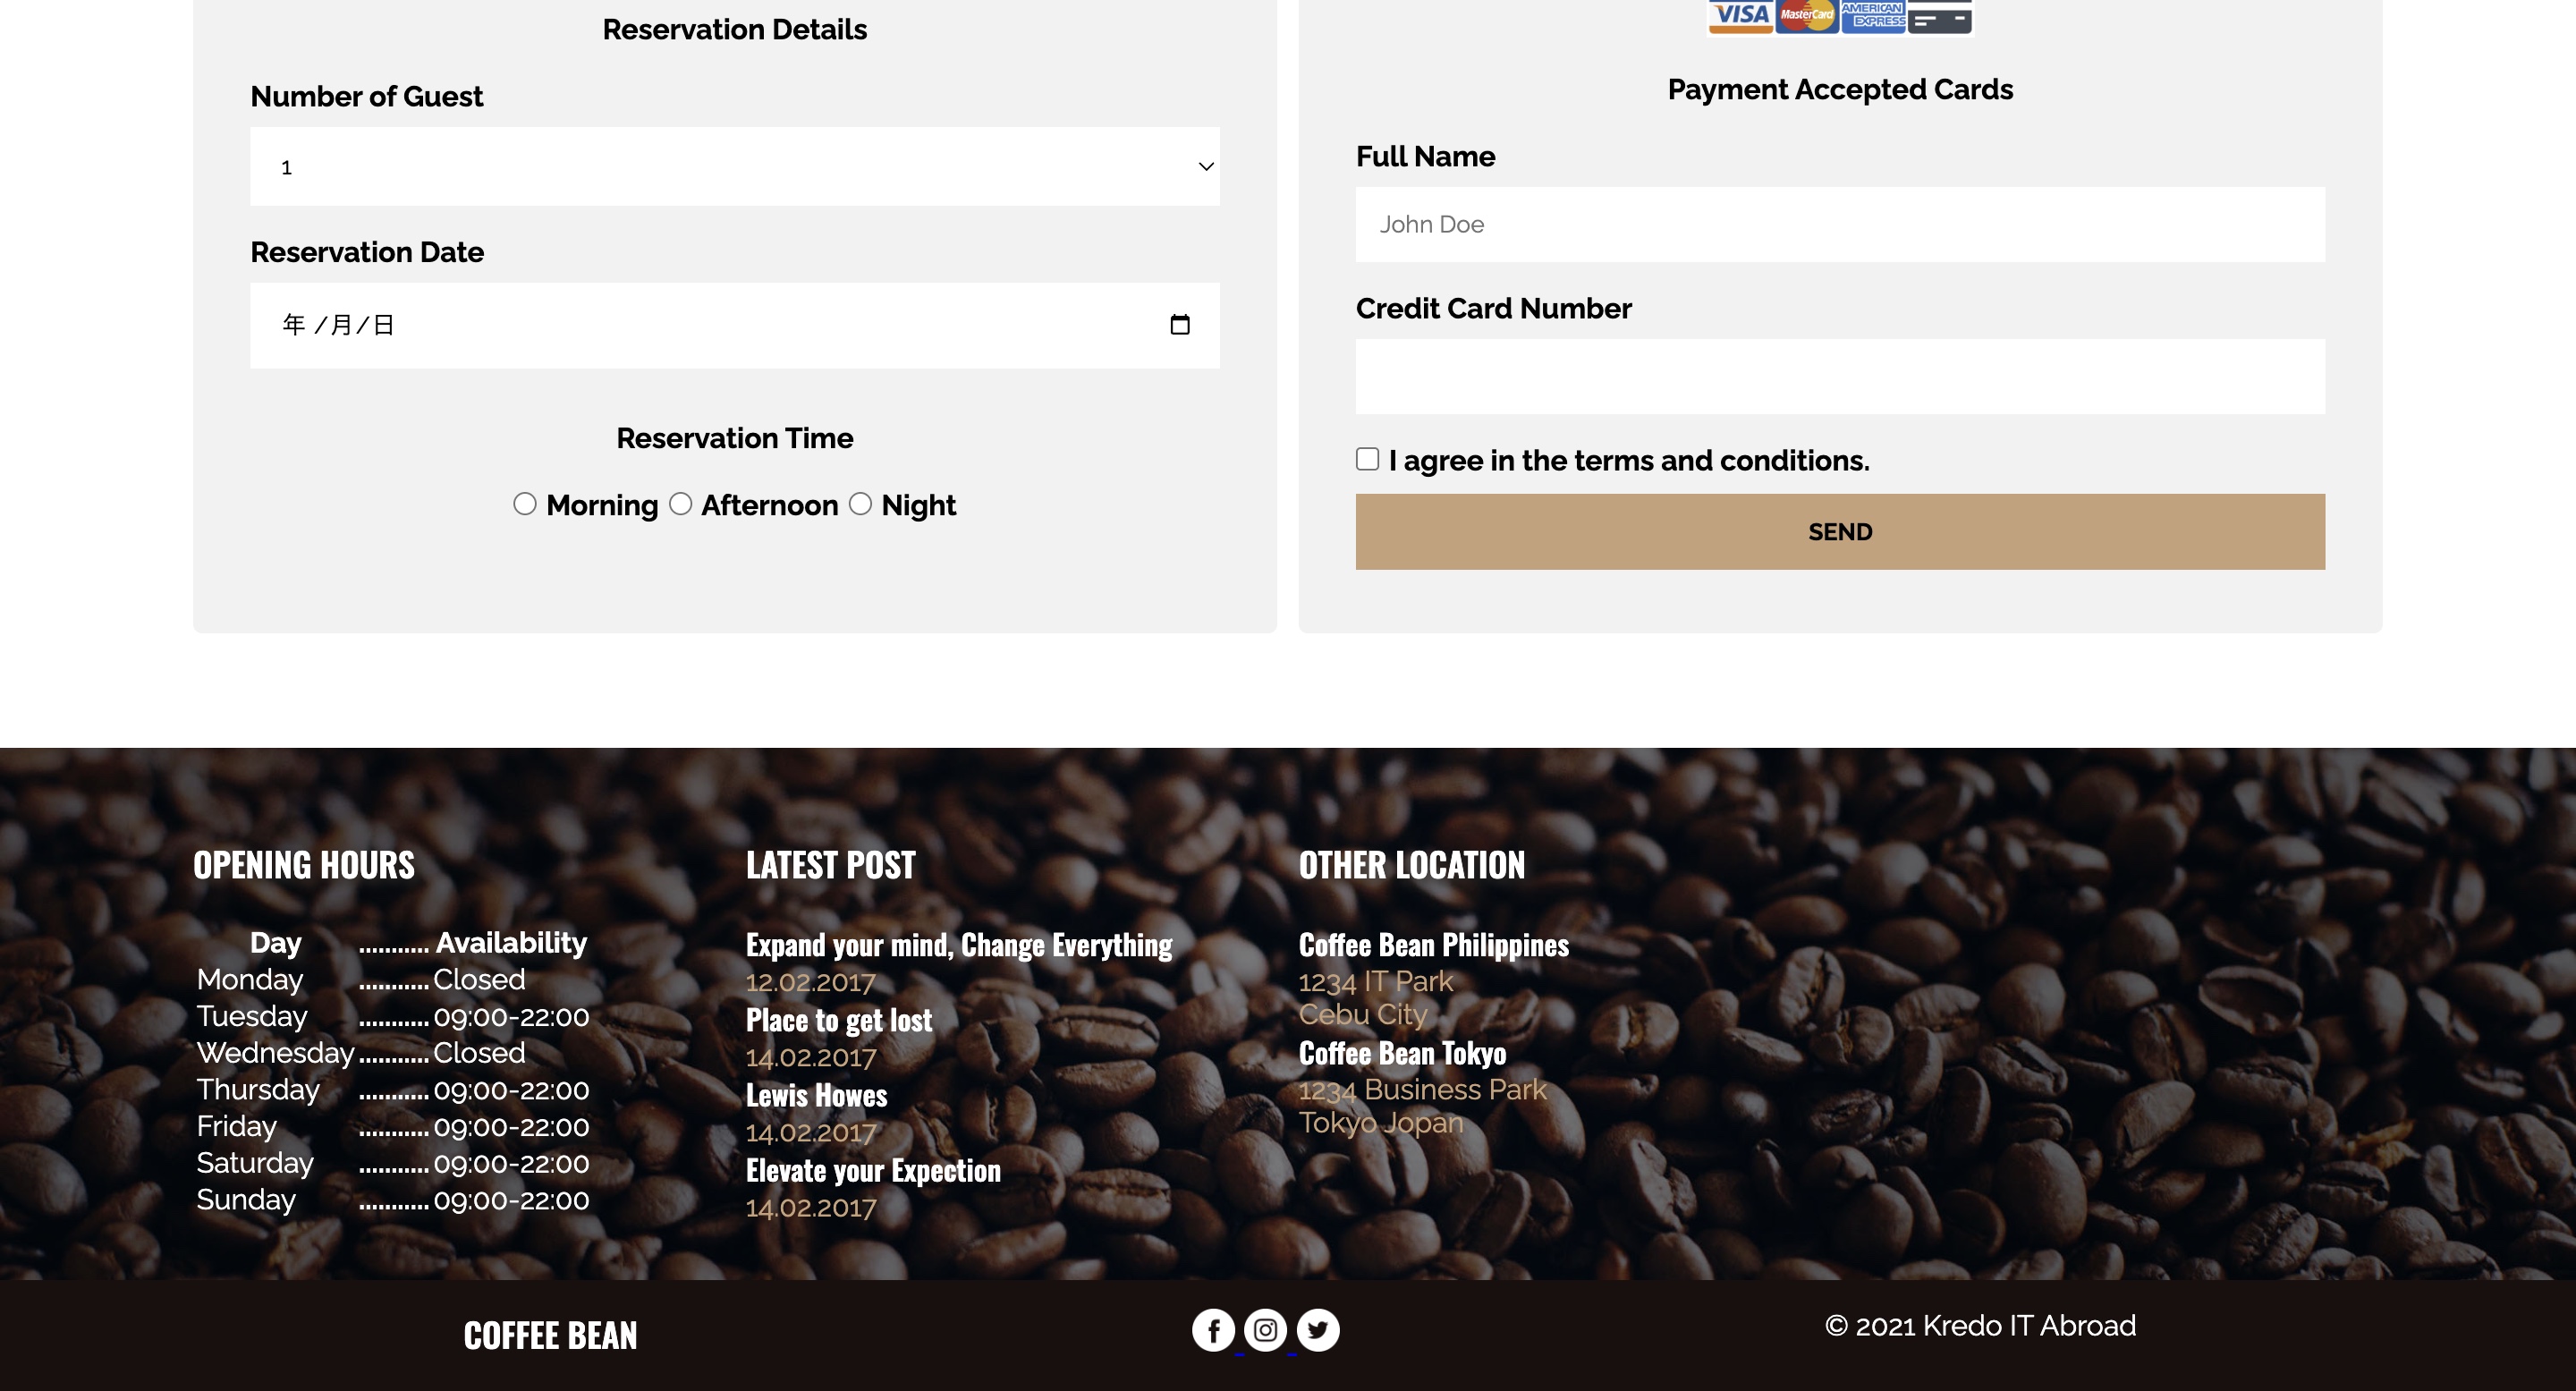 Reservation Details
Number of Guest
1
Reservation Date
年 /月/日
Reservation Time
Morning Afternoon Night
VISA MasterCard AMERICAN EXPRESS
Payment Accepted Cards
Full Name
John Doe
Credit Card Number
I agree in the terms and conditions.
SEND
OPENING HOURS
Day ........... Availability
Monday ........... Closed
Tuesday ........... 09:00-22:00
Wednesday ........... Closed
Thursday ........... 09:00-22:00
Friday ........... 09:00-22:00
Saturday ........... 09:00-22:00
Sunday ........... 09:00-22:00
LATEST POST
Expand your mind, Change Everything
12.02.2017
Place to get lost
14.02.2017
Lewis Howes
14.02.2017
Elevate your Expection
14.02.2017
OTHER LOCATION
Coffee Bean Philippines
1234 IT Park
Cebu City
Coffee Bean Tokyo
1234 Business Park
Tokyo Jopan
COFFEE BEAN
© 2021 Kredo IT Abroad